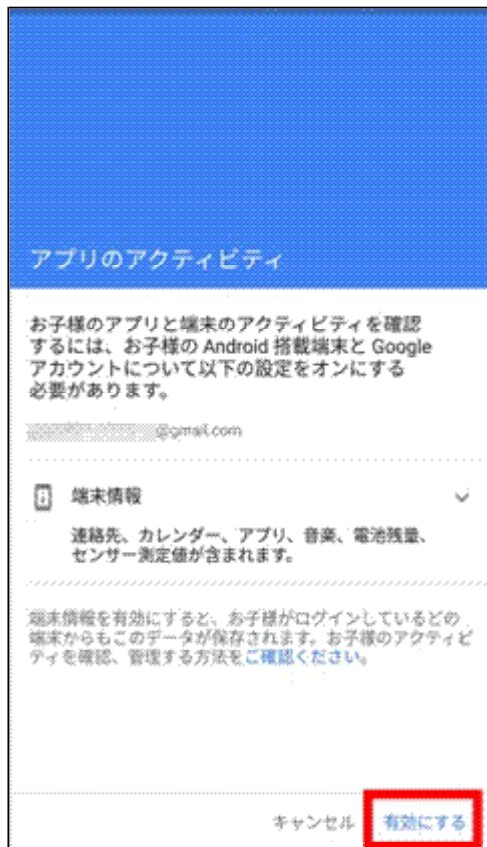 アプリのアクティビティ
お子様のアプリと端末のアクティビティを確認
するには、お子様の Android 搭載端末と Google
アカウントについて以下の設定をオンにする
必要があります。
@gmail.com
端末情報
連絡先、カレンダー、アプリ、音楽、電池残量、
センサー測定値が含まれます。
端末情報を有効にすると、お子様がログインしているどの
端末からもこのデータが保存されます。お子様のアクティビ
ティを確認、管理する方法をご確認ください。
キャンセル 有効にする